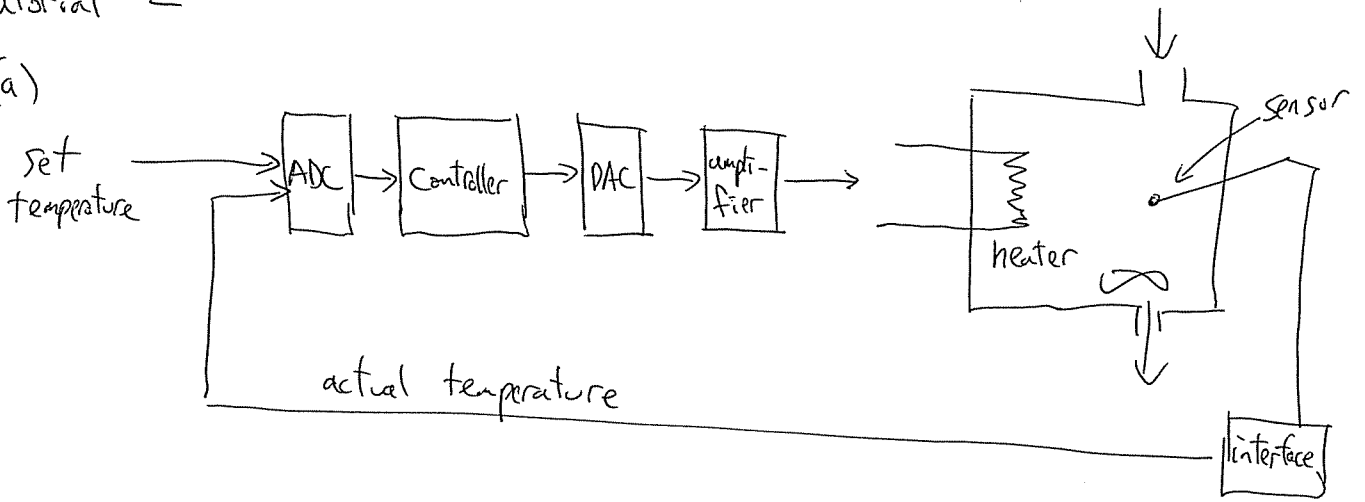 (a)
set
temperature
ADC
Controller
DAC
ampli-
fier
heater
sensor
actual temperature
interface